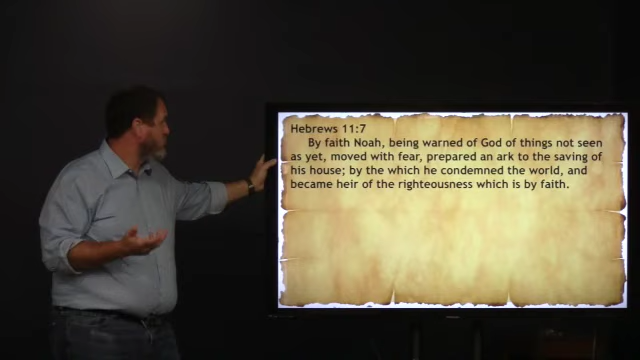 Hebrews 11:7
By faith Noah, being warned of God of things not seen
as yet, moved with fear, prepared an ark to the saving of
his house; by the which he condemned the world, and
became heir of the righteousness which is by faith.